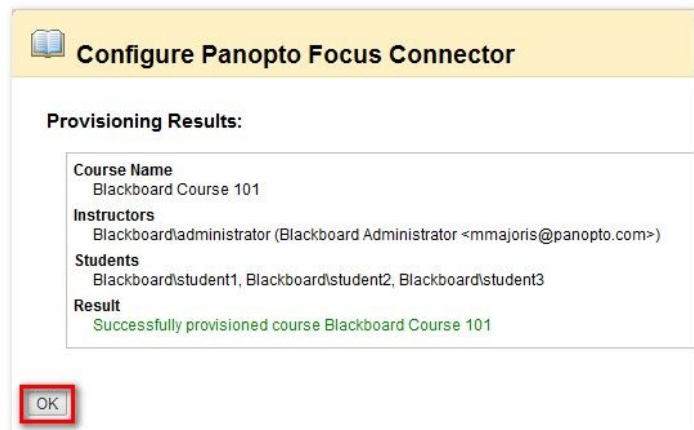 Configure Panopto Focus Connector
Provisioning Results:
Course Name
Blackboard Course 101
Instructors
Blackboard\administrator (Blackboard Administrator <mmajoris@panopto.com>)
Students
Blackboard\student1, Blackboard\student2, Blackboard\student3
Result
Successfully provisioned course Blackboard Course 101
OK